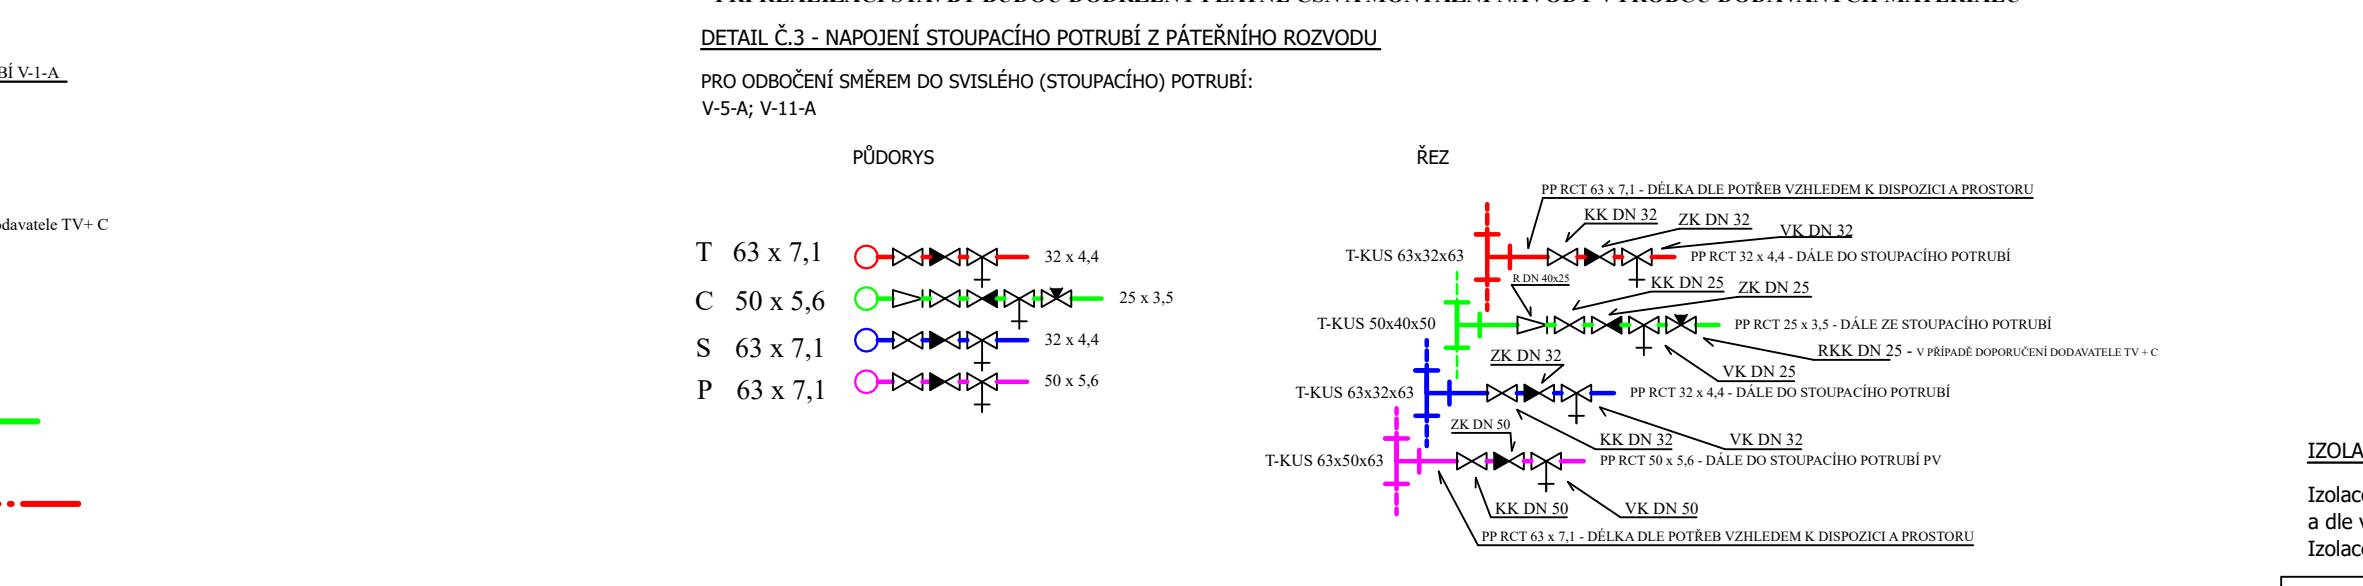 DETAIL Č.3 - NAPOJENÍ STOUPACÍHO POTRUBÍ Z PÁTEŘNÍHO ROZVODU
V-1-A
PRO ODBOČENÍ SMĚREM DO SVISLÉHO (STOUPACÍHO) POTRUBÍ:
V-5-A; V-11-A
PŮDORYS
ŘEZ
TV+ C
T 63 x 7,1
32 x 4,4
C 50 x 5,6
25 x 3,5
S 63 x 7,1
32 x 4,4
P 63 x 7,1
50 x 5,6
PP RCT 63 x 7,1 - DÉLKA DLE POTŘEB VZHLEDEM K DISPOZICI A PROSTORU
KK DN 32
ZK DN 32
VK DN 32
T-KUS 63x32x63
PP RCT 32 x 4,4 - DÁLE DO STOUPACÍHO POTRUBÍ
R DN 40x25
KK DN 25
ZK DN 25
T-KUS 50x40x50
PP RCT 25 x 3,5 - DÁLE ZE STOUPACÍHO POTRUBÍ
RKK DN 25 - V PŘÍPADĚ DOPORUČENÍ DODAVATELE TV + C
VK DN 25
ZK DN 32
T-KUS 63x32x63
PP RCT 32 x 4,4 - DÁLE DO STOUPACÍHO POTRUBÍ
KK DN 32
VK DN 32
ZK DN 50
T-KUS 63x50x63
PP RCT 50 x 5,6 - DÁLE DO STOUPACÍHO POTRUBÍ PV
KK DN 50
VK DN 50
PP RCT 63 x 7,1 - DÉLKA DLE POTŘEB VZHLEDEM K DISPOZICI A PROSTORU
IZOLA
Izolac
a dle v
Izolac